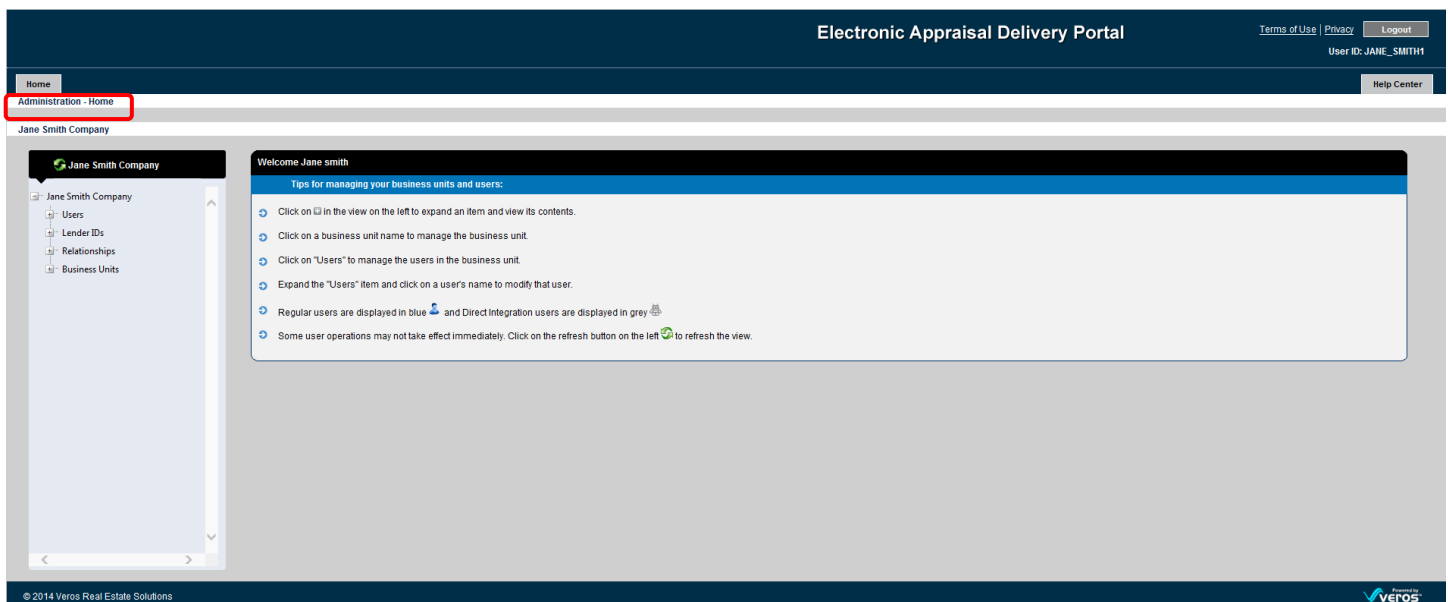 Electronic Appraisal Delivery Portal
Terms of Use | Privacy
Logout
User ID: JANE_SMITH1
Home
Help Center
Administration - Home
Jane Smith Company
Jane Smith Company
Jane Smith Company
Users
Lender IDs
Relationships
Business Units
Welcome Jane smith
Tips for managing your business units and users:
Click on in the view on the left to expand an item and view its contents.
Click on a business unit name to manage the business unit.
Click on "Users" to manage the users in the business unit.
Expand the "Users" item and click on a user's name to modify that user.
Regular users are displayed in blue and Direct Integration users are displayed in grey
Some user operations may not take effect immediately. Click on the refresh button on the left to refresh the view.
© 2014 Veros Real Estate Solutions
Powered by
veros